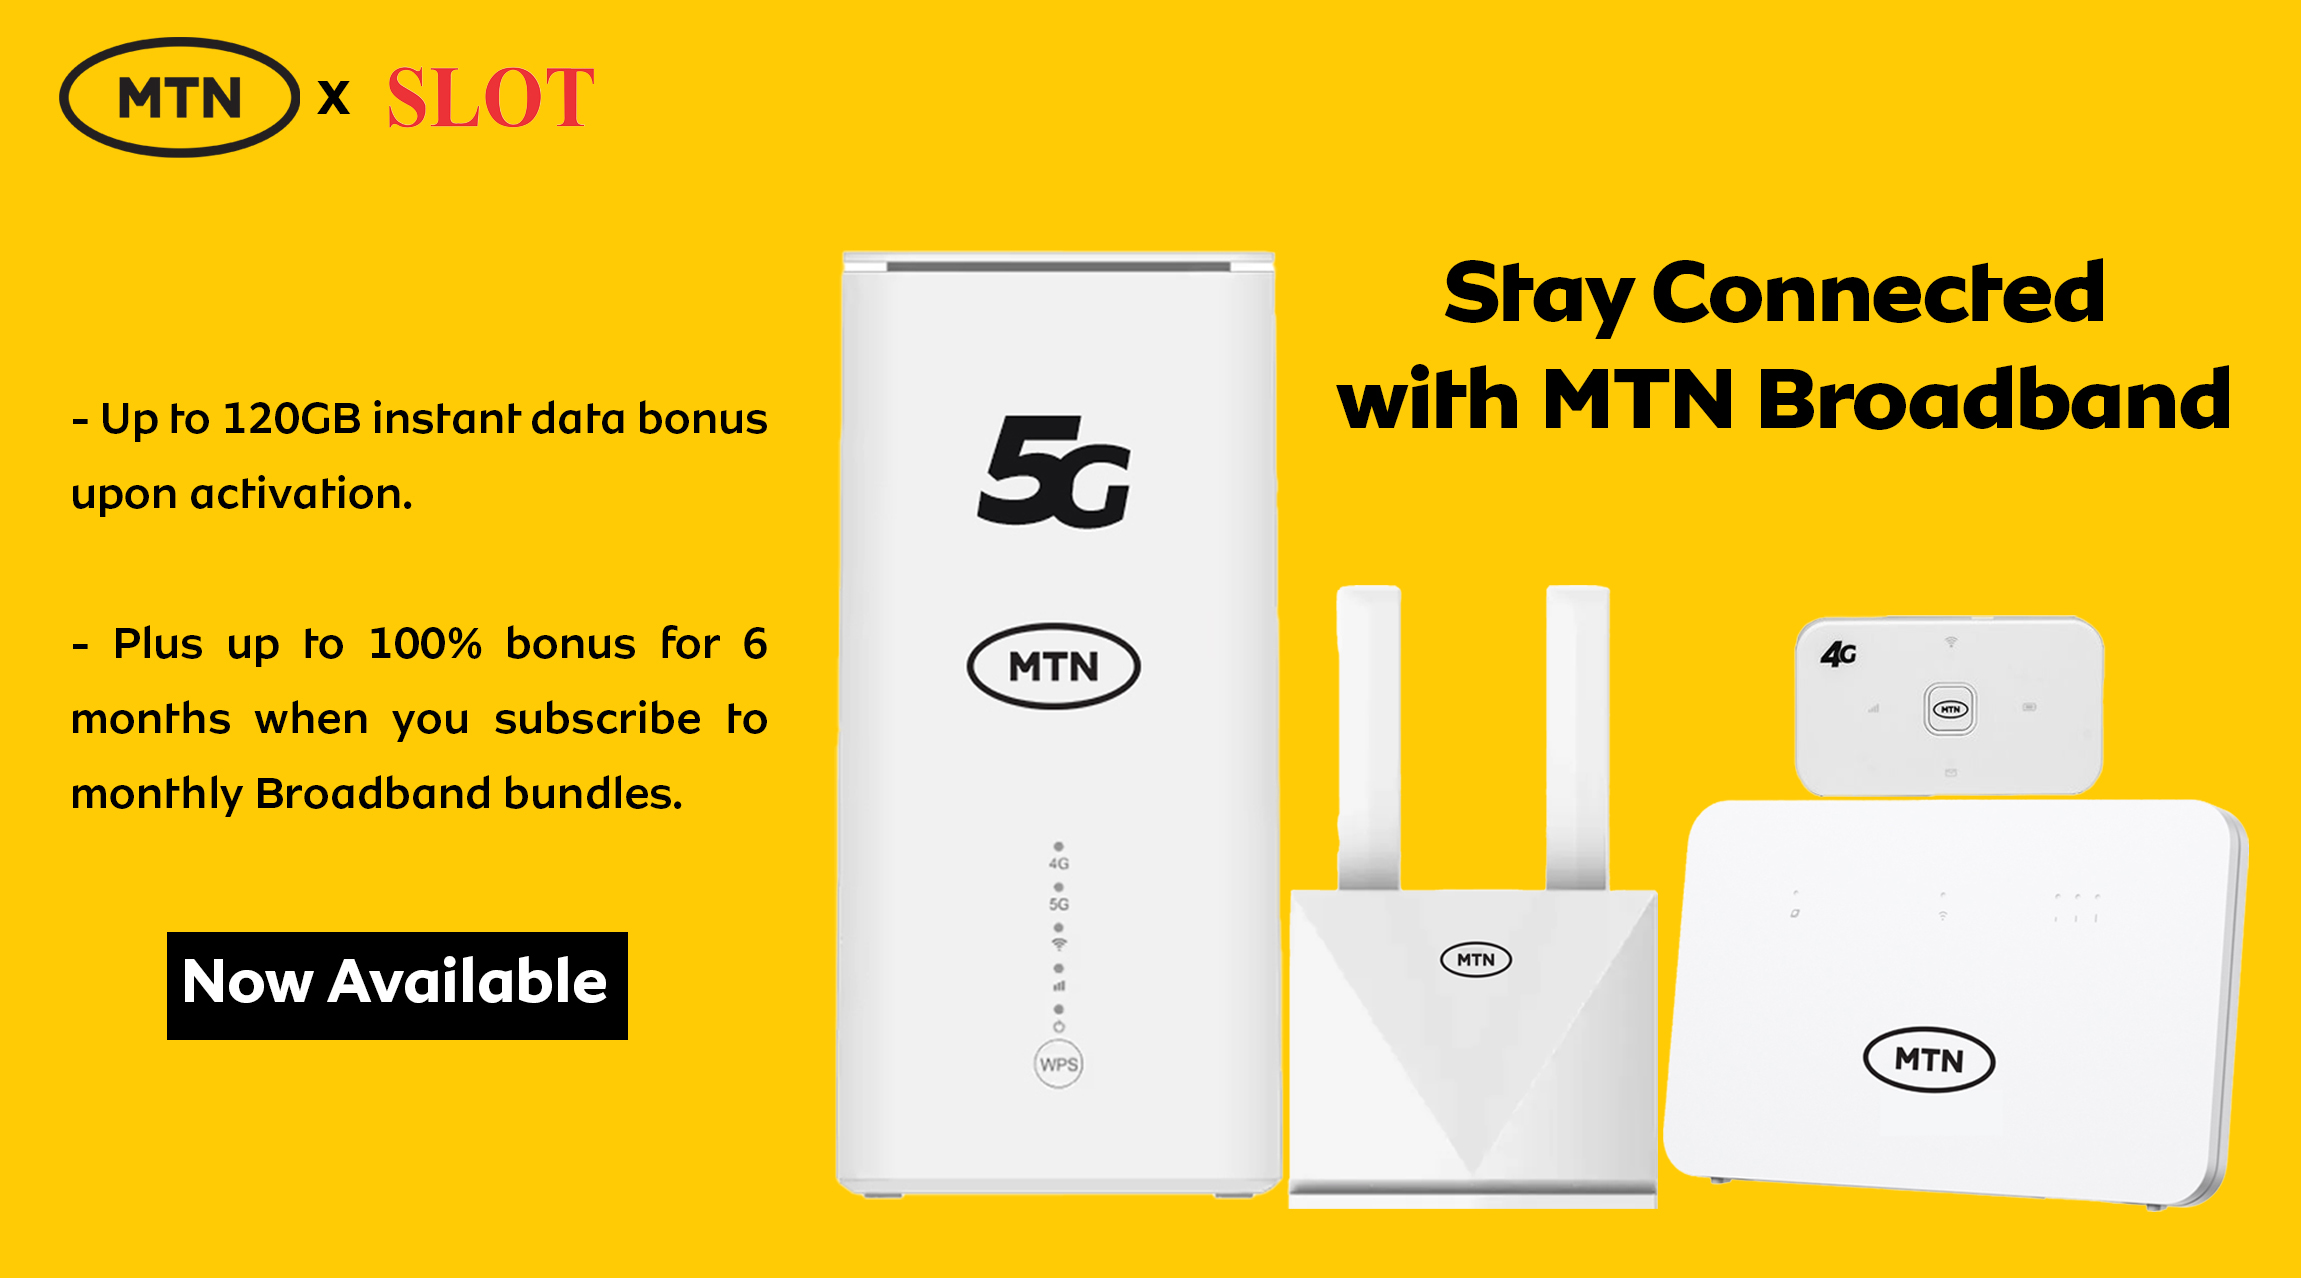 MTN x SLOT
Stay Connected
with MTN Broadband
- Up to 120GB instant data bonus
upon activation.
- Plus up to 100% bonus for 6
months when you subscribe to
monthly Broadband bundles.
Now Available
5G
MTN
4G
5G
WPS
MTN
4G
MTN
MTN